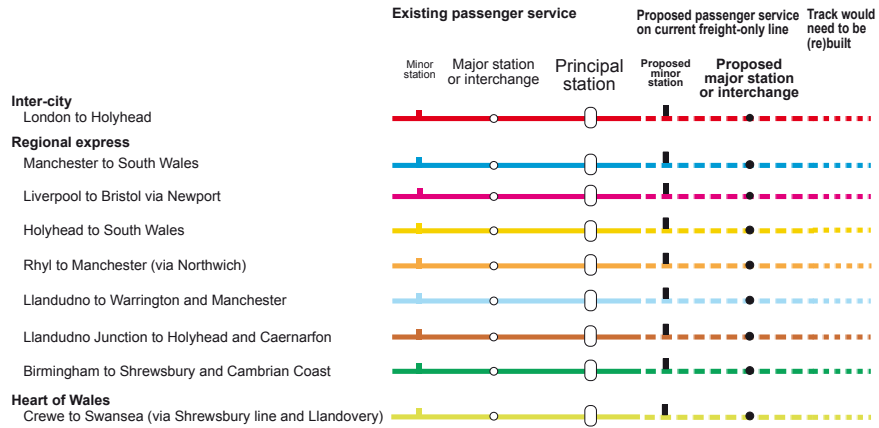 Existing passenger service
Proposed passenger service
on current freight-only line
Track would
need to be
(re)built
Minor
station
Major station
or interchange
Principal
station
Proposed
minor
station
Proposed
major station
or interchange
Inter-city
London to Holyhead
Regional express
Manchester to South Wales
Liverpool to Bristol via Newport
Holyhead to South Wales
Rhyl to Manchester (via Northwich)
Llandudno to Warrington and Manchester
Llandudno Junction to Holyhead and Caernarfon
Birmingham to Shrewsbury and Cambrian Coast
Heart of Wales
Crewe to Swansea (via Shrewsbury line and Llandovery)